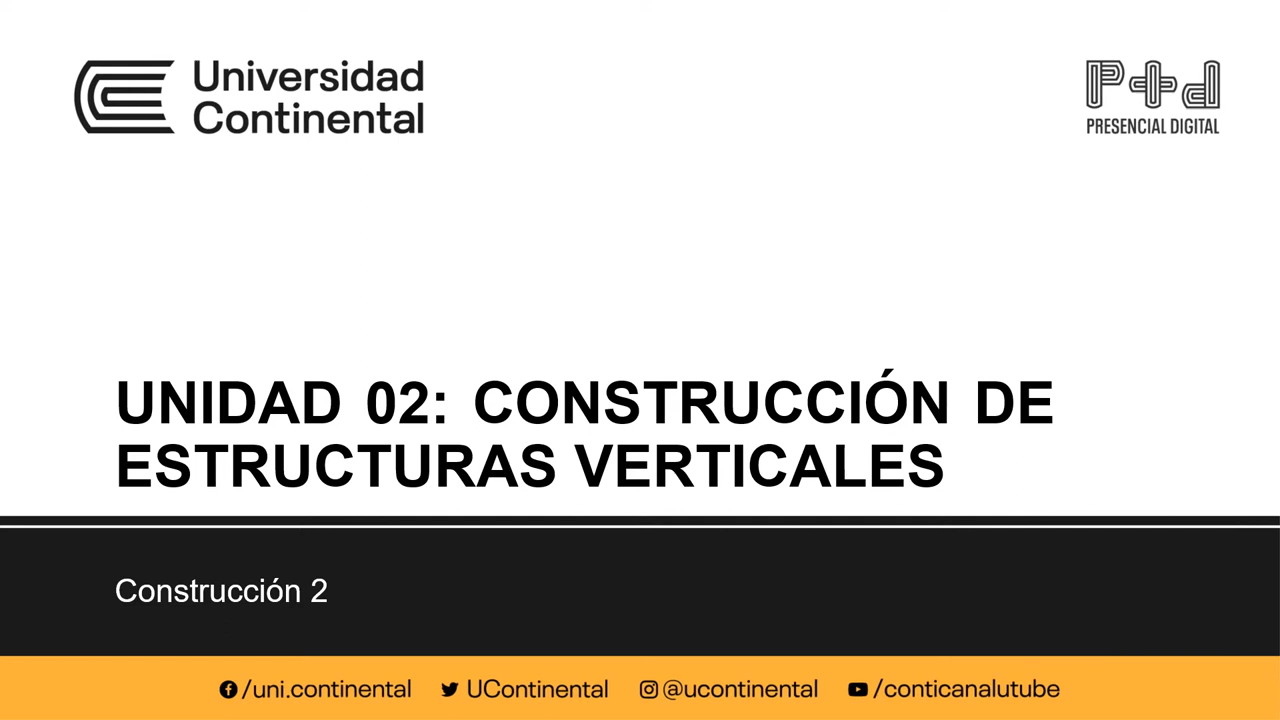 Universidad
Continental
P+d
PRESENCIAL DIGITAL
UNIDAD 02: CONSTRUCCIÓN DE
ESTRUCTURAS VERTICALES
Construcción 2
/uni.continental UContinental @ucontinental /conticanalutube